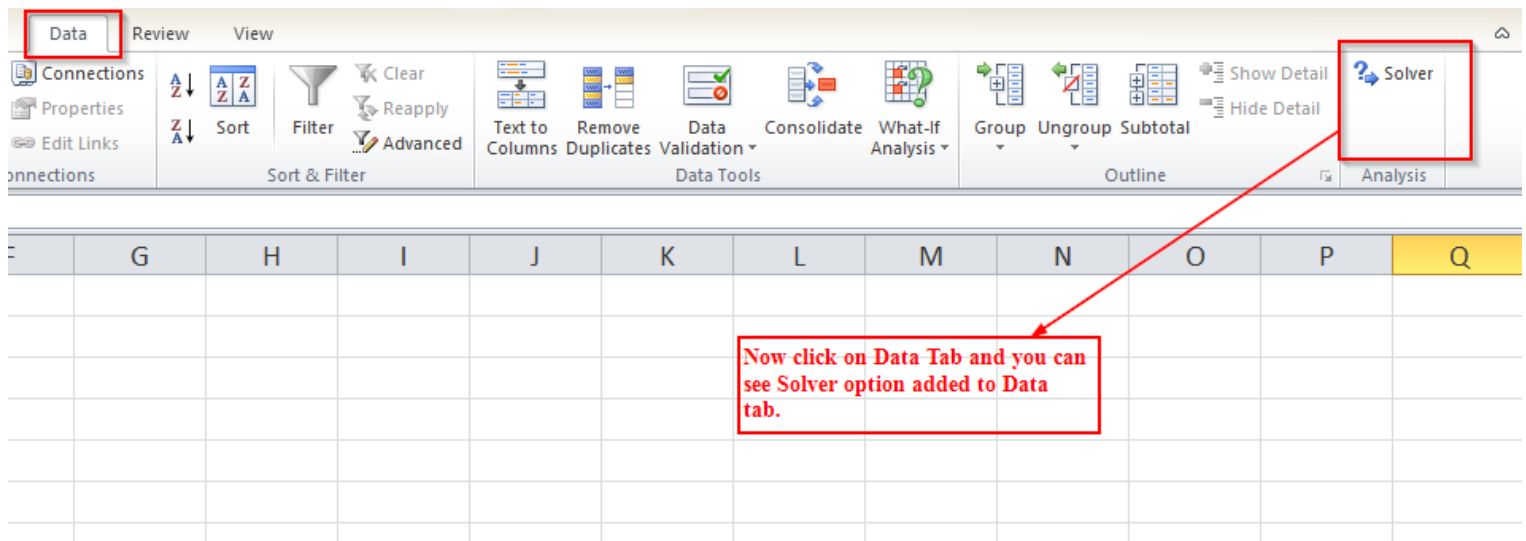 Data Review View
Connections
Properties
Edit Links
Sort
Filter
Clear
Reapply
Advanced
Text to
Columns
Remove
Duplicates
Data
Validation
Consolidate
What-If
Analysis
Group
Ungroup
Subtotal
Show Detail
Hide Detail
Solver
onnections Sort & Filter Data Tools Outline Analysis
G H I J K L M N O P Q
Now click on Data Tab and you can
see Solver option added to Data
tab.